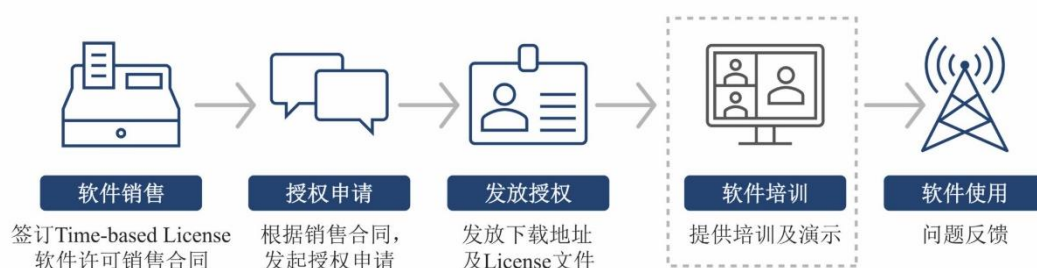 软件销售
授权申请
发放授权
软件培训
软件使用
签订Time-based License
软件许可销售合同
根据销售合同，
发起授权申请
发放下载地址
及License文件
提供培训及演示
问题反馈